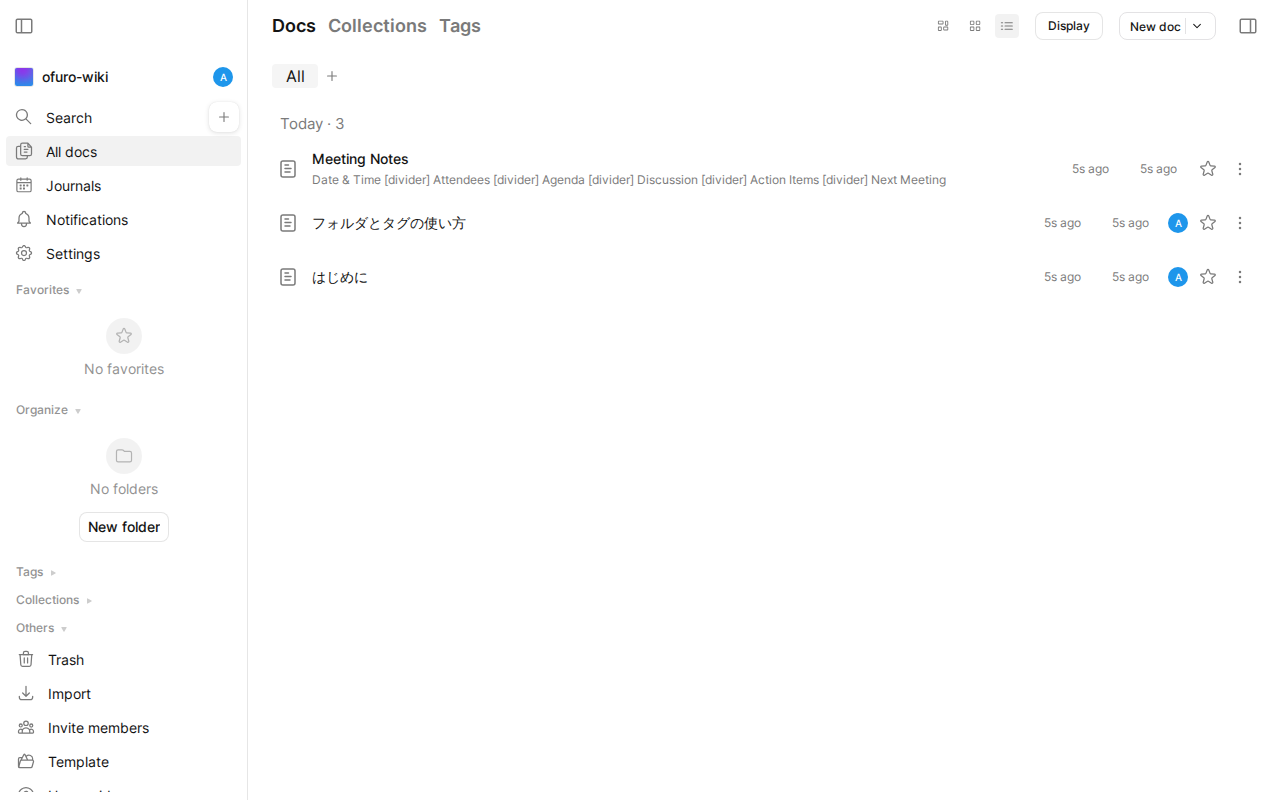 Docs Collections Tags
Display
New doc
ofuro-wiki
A
Search
All docs
Journals
Notifications
Settings
Favorites
No favorites
Organize
No folders
New folder
Tags
Collections
Others
Trash
Import
Invite members
Template
All
Today · 3
Meeting Notes
Date & Time [divider] Attendees [divider] Agenda [divider] Discussion [divider] Action Items [divider] Next Meeting
5s ago 5s ago
フォルダとタグの使い方
5s ago 5s ago A
はじめに
5s ago 5s ago A